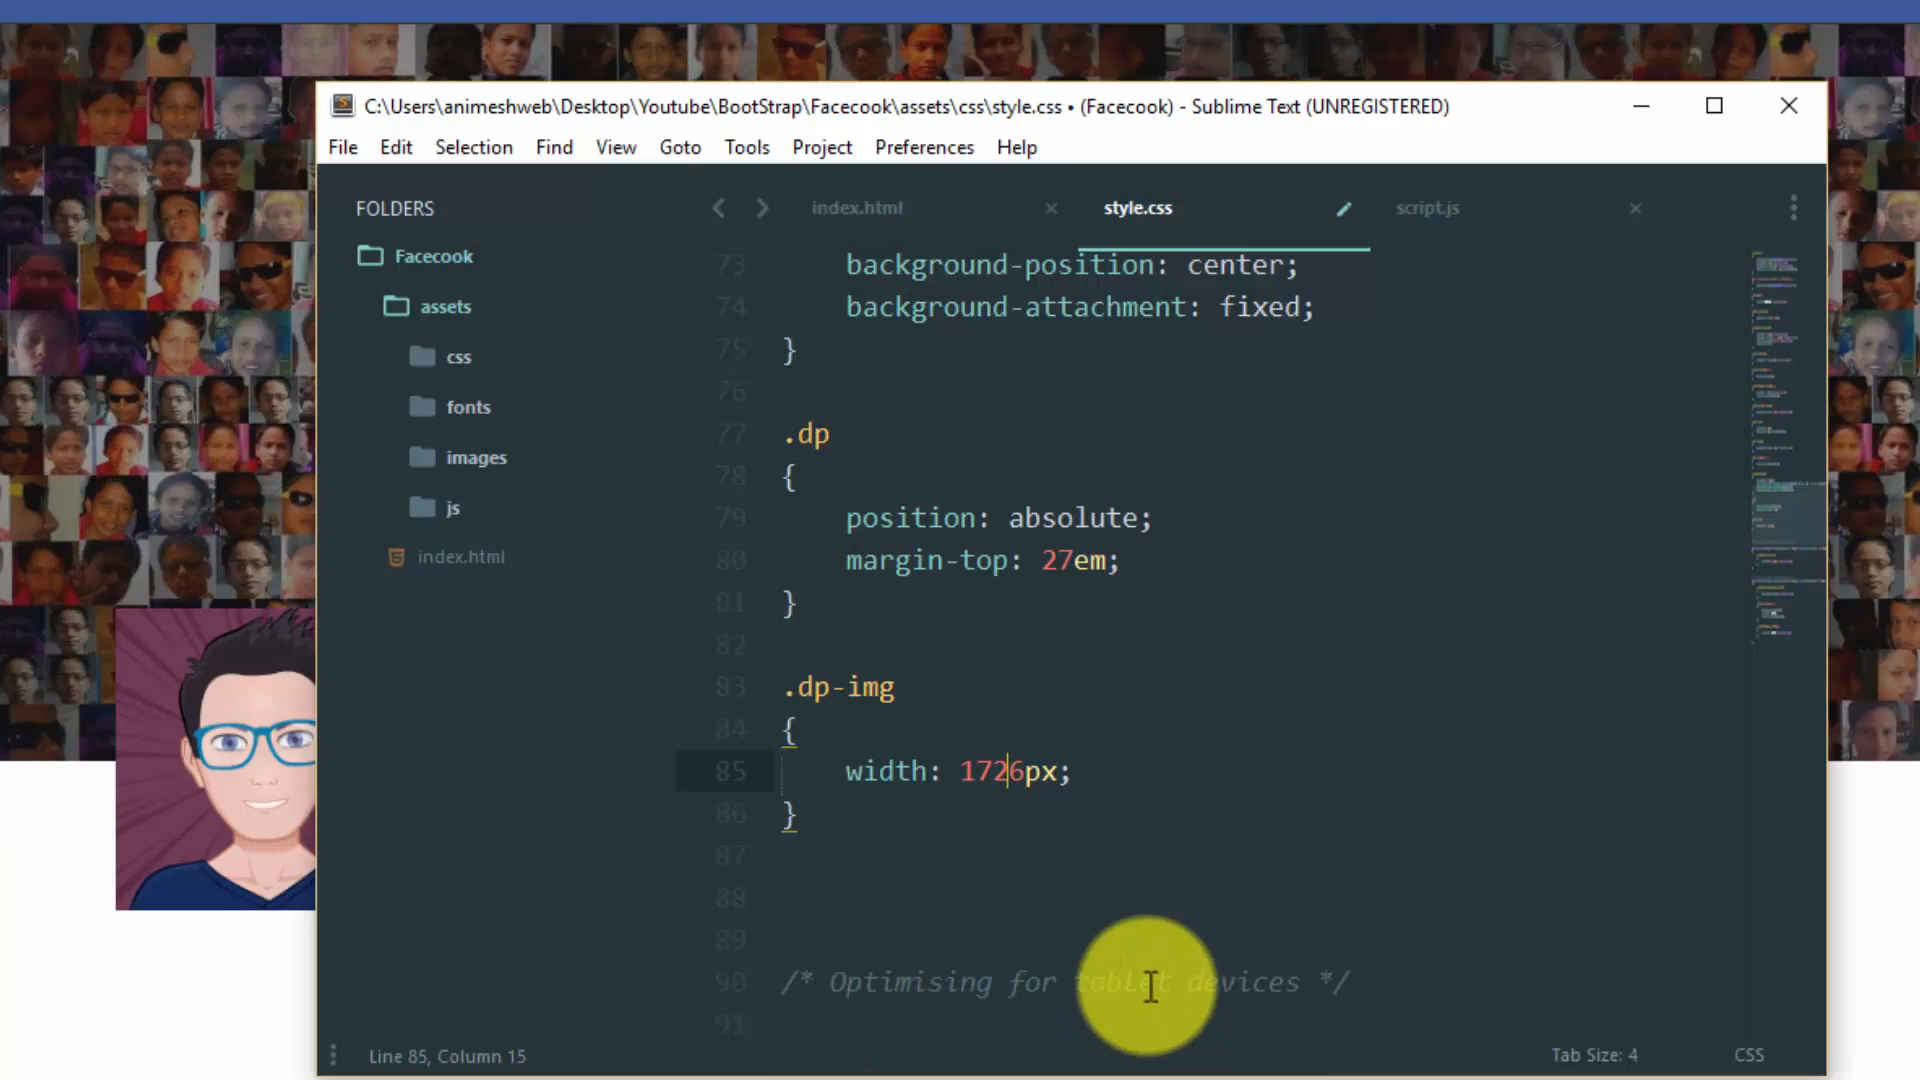 C:\Users\animeshweb\Desktop\Youtube\BootStrap\Facecook\assets\css\style.css • (Facecook) - Sublime Text (UNREGISTERED)
File Edit Selection Find View Goto Tools Project Preferences Help
FOLDERS
Facecook
assets
css
fonts
images
js
index.html
index.html style.css script.js
73 background-position: center;
74 background-attachment: fixed;
75 }
76
77 .dp
78 {
79 position: absolute;
80 margin-top: 27em;
81 }
82
83 .dp-img
84 {
85 width: 1726px;
86 }
87
88
89
90 /* Optimising for tablet devices */
91
Line 85, Column 15 Tab Size: 4 CSS